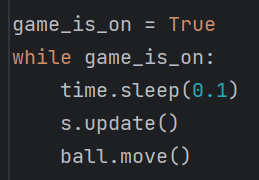 game_is_on = True
while game_is_on:
    time.sleep(0.1)
    s.update()
    ball.move()